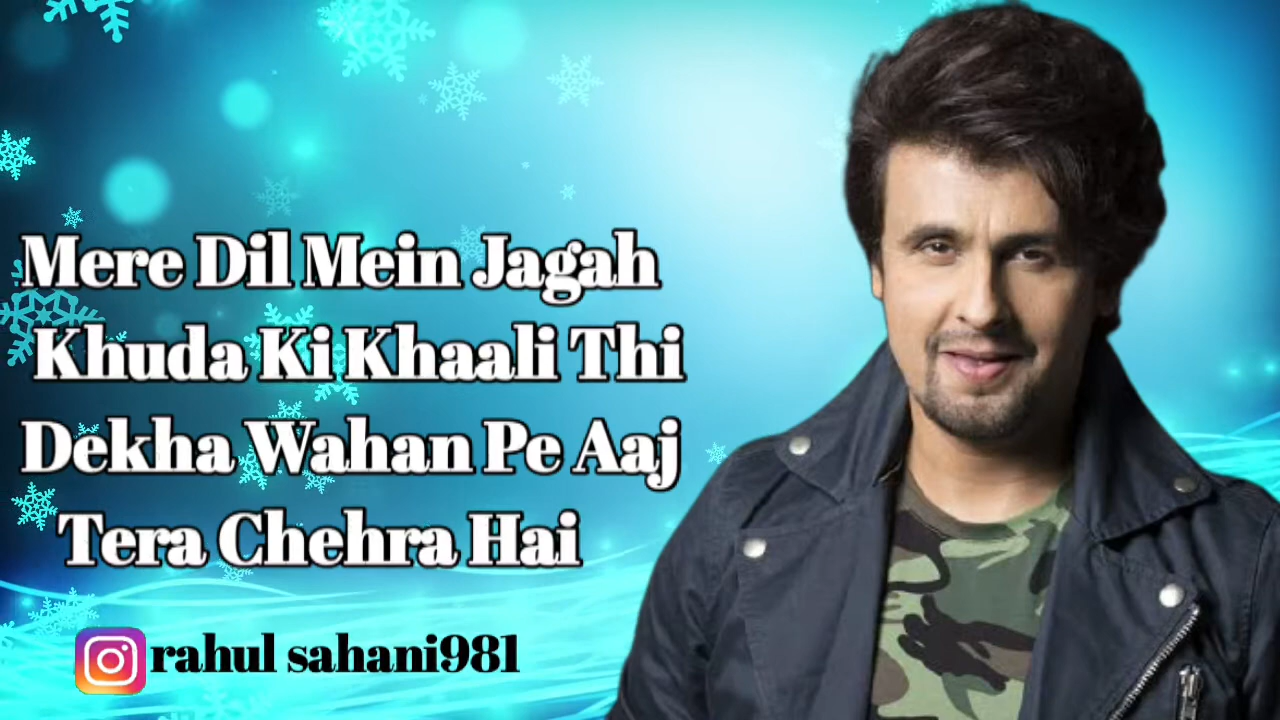 Mere Dil Mein Jagah
Khuda Ki Khaali Thi
Dekha Wahan Pe Aaj
Tera Chehra Hai
rahul sahani981